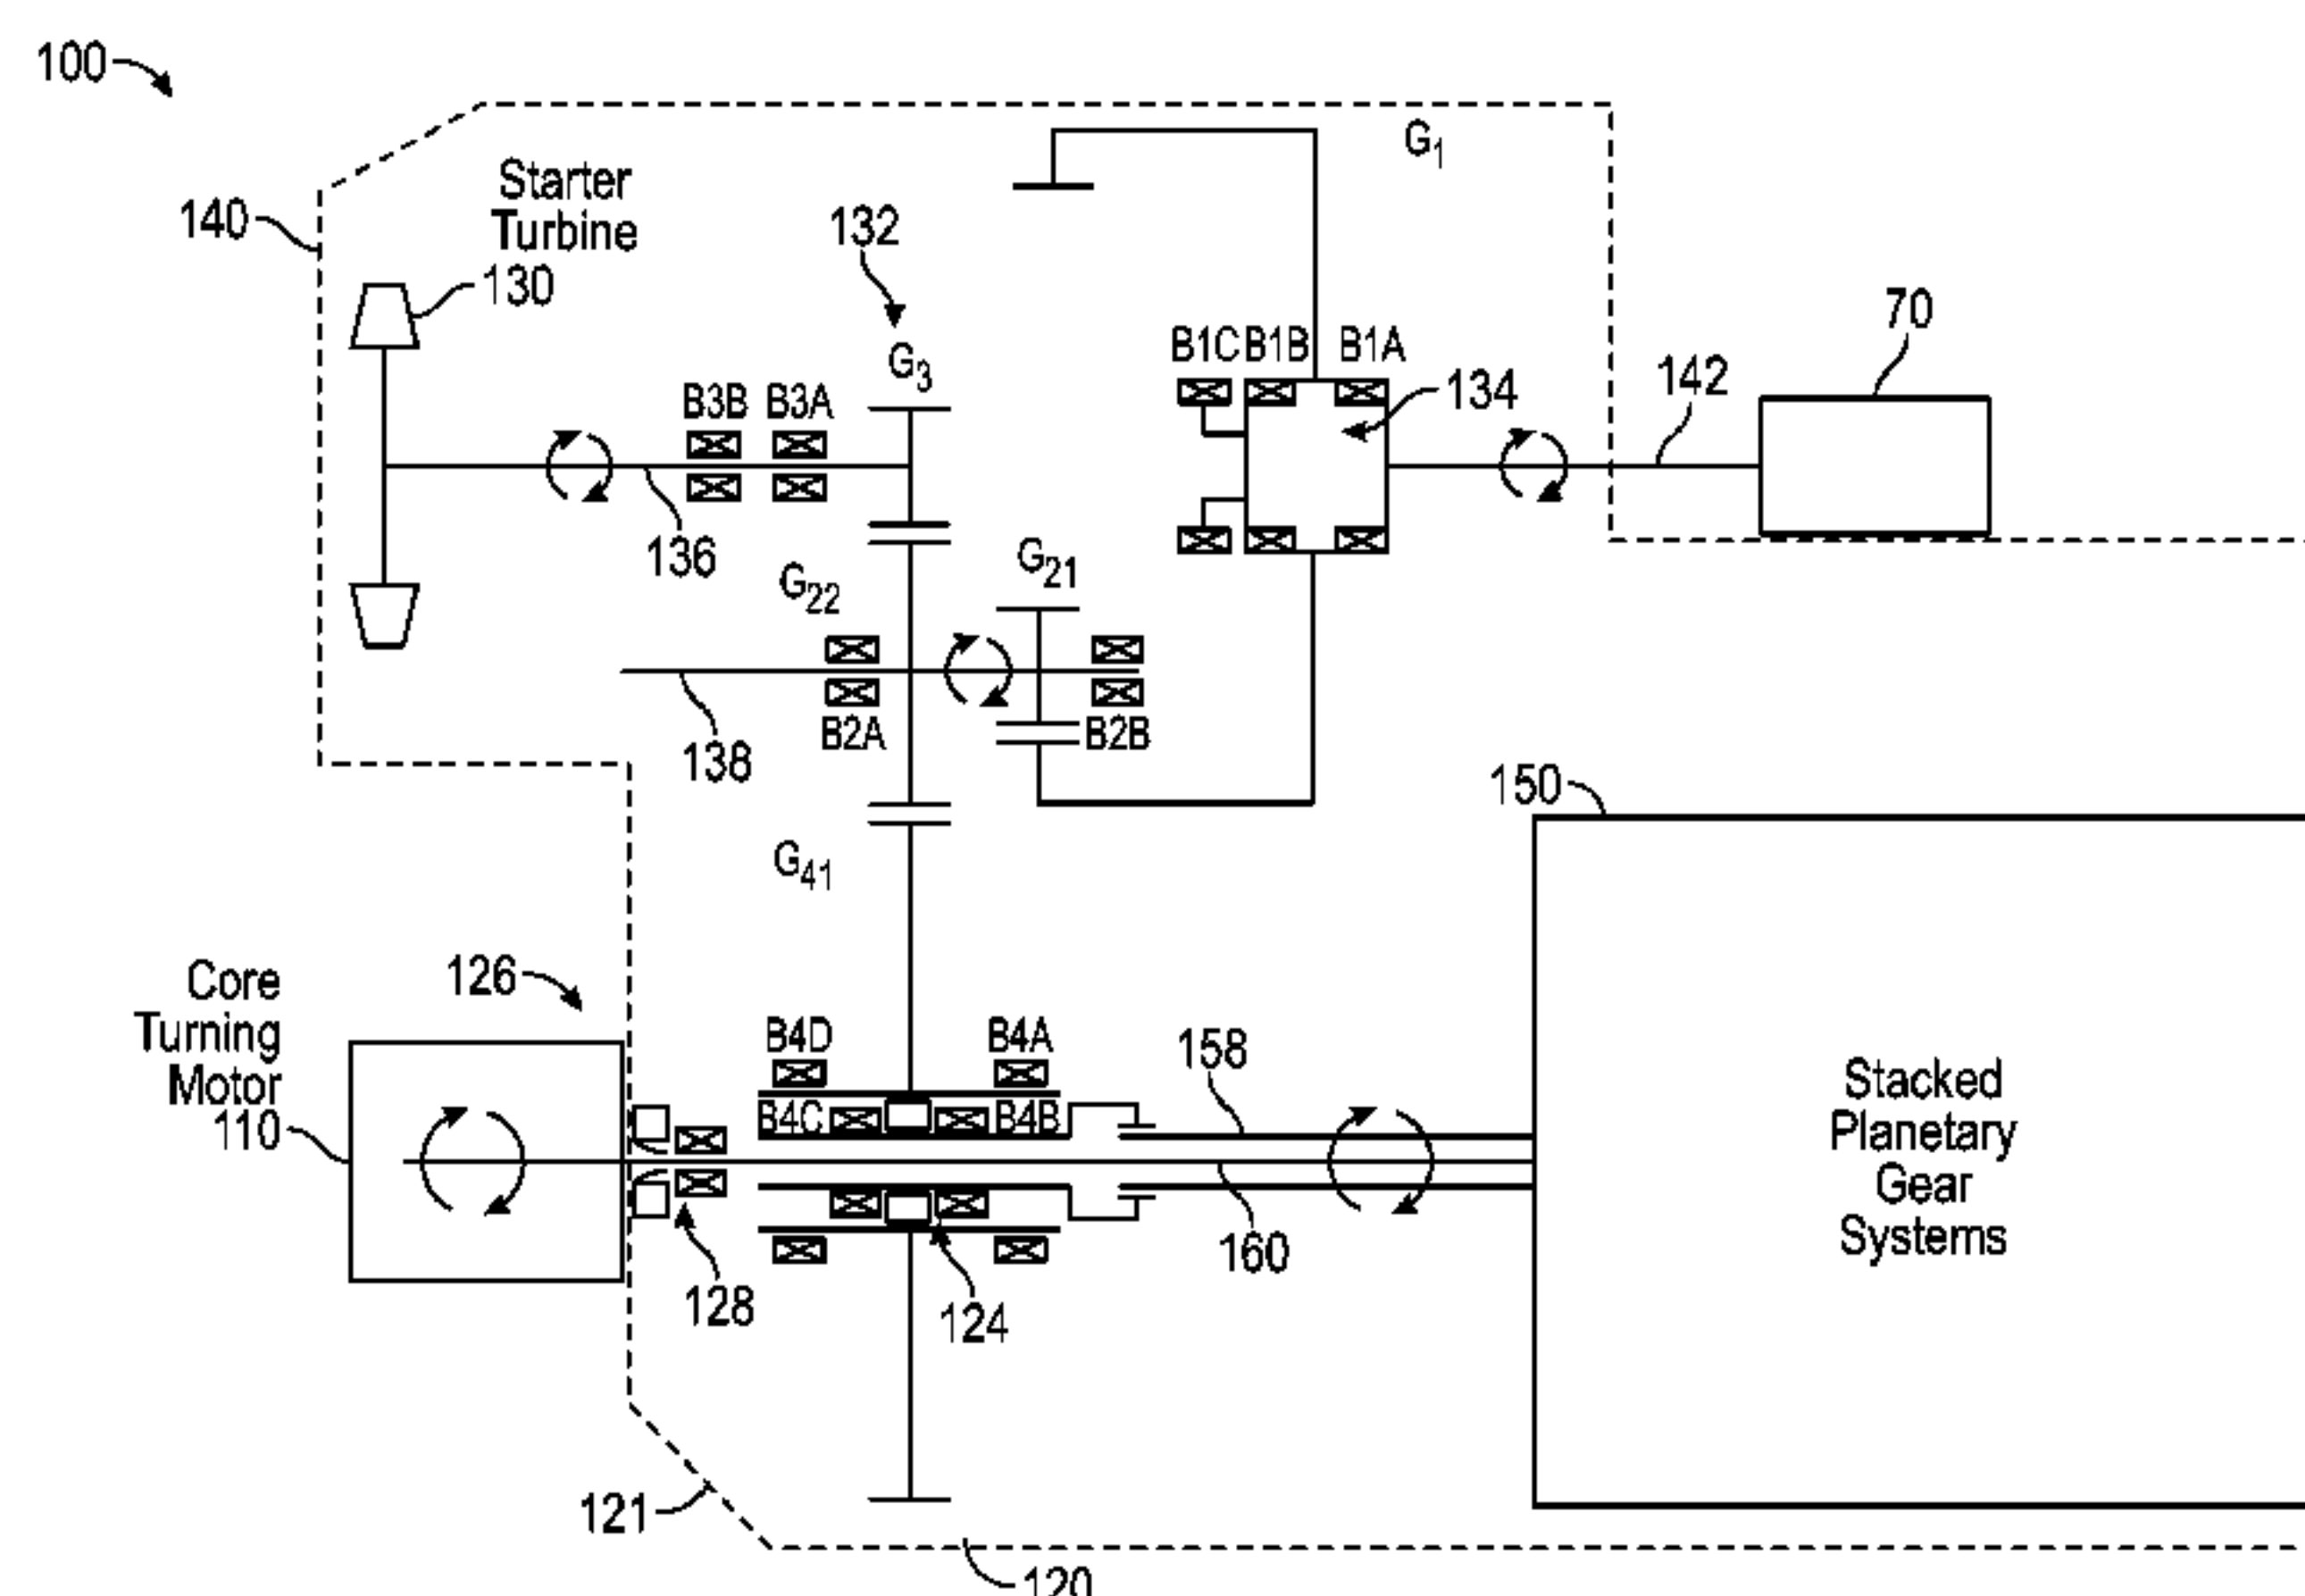 100
G1
Starter
Turbine
140
132
130
70
B1C B1B B1A
G3
142
134
B3B B3A
136
G21
G22
B2A
B2B
138
150
G41
Core
Turning
Motor
110
126
B4D
B4A
158
B4C
B4B
Stacked
Planetary
Gear
Systems
160
128
124
121
120